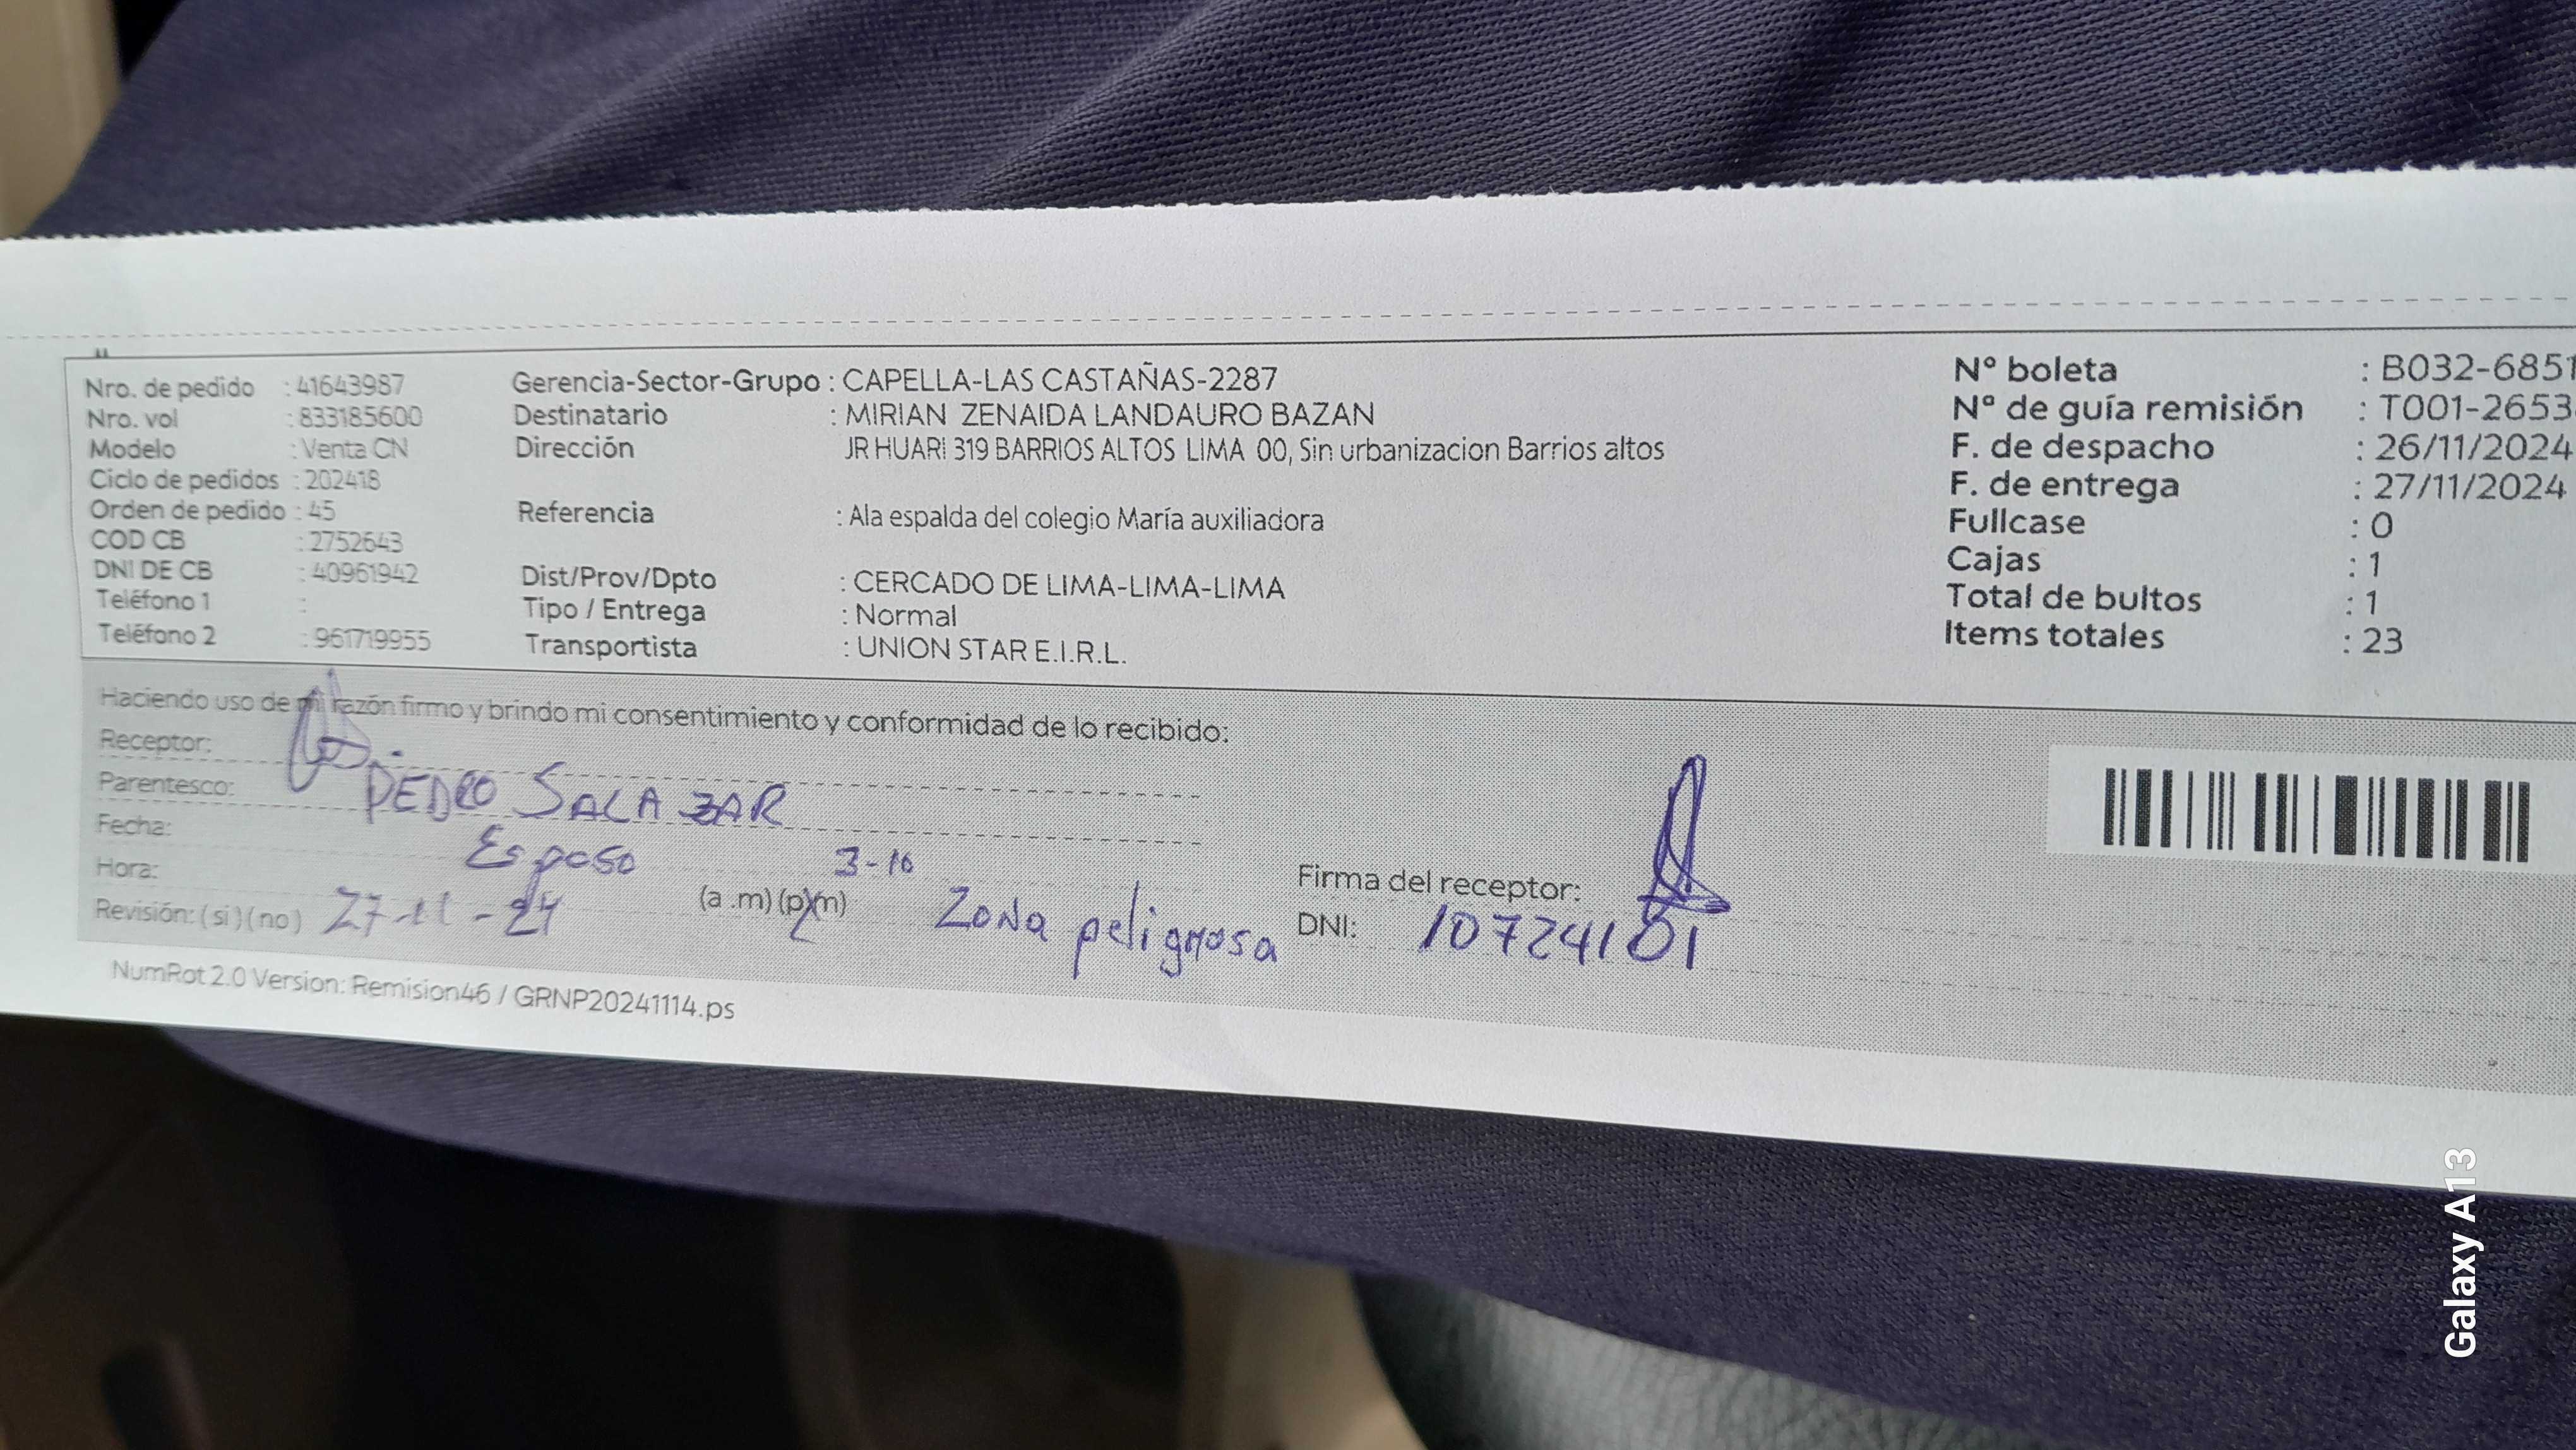 Nro. de pedido : 41643987
Nro. vol : 833185600
Modelo : Venta CN
Ciclo de pedidos : 202418
Orden de pedido : 45
COD CB : 2752643
DNI DE CB : 40961942
Teléfono 1 :
Teléfono 2 : 961719955
Gerencia-Sector-Grupo : CAPELLA-LAS CASTAÑAS-2287
Destinatario : MIRIAN ZENAIDA LANDAURO BAZAN
Dirección JR HUARI 319 BARRIOS ALTOS LIMA 00, Sin urbanizacion Barrios altos
Referencia : Ala espalda del colegio María auxiliadora
Dist/Prov/Dpto : CERCADO DE LIMA-LIMA-LIMA
Tipo / Entrega : Normal
Transportista : UNION STAR E.I.R.L.
N° boleta : B032-6851
N° de guía remisión : T001-2653
F. de despacho : 26/11/2024
F. de entrega : 27/11/2024
Fullcase : 0
Cajas : 1
Total de bultos : 1
Items totales : 23
Haciendo uso de mi razón firmo y brindo mi consentimiento y conformidad de lo recibido:
Receptor:
Parentesco: PEDRO SALAZAR
Fecha: Esposo
Hora: 3-10
(a .m) (p.m)
Revisión: (si) (no) 27-11-24
Zona peligrosa
Firma del receptor:
DNI: 10724101
NumRot 2.0 Version: Remision46 / GRNP20241114.ps
Galaxy A13